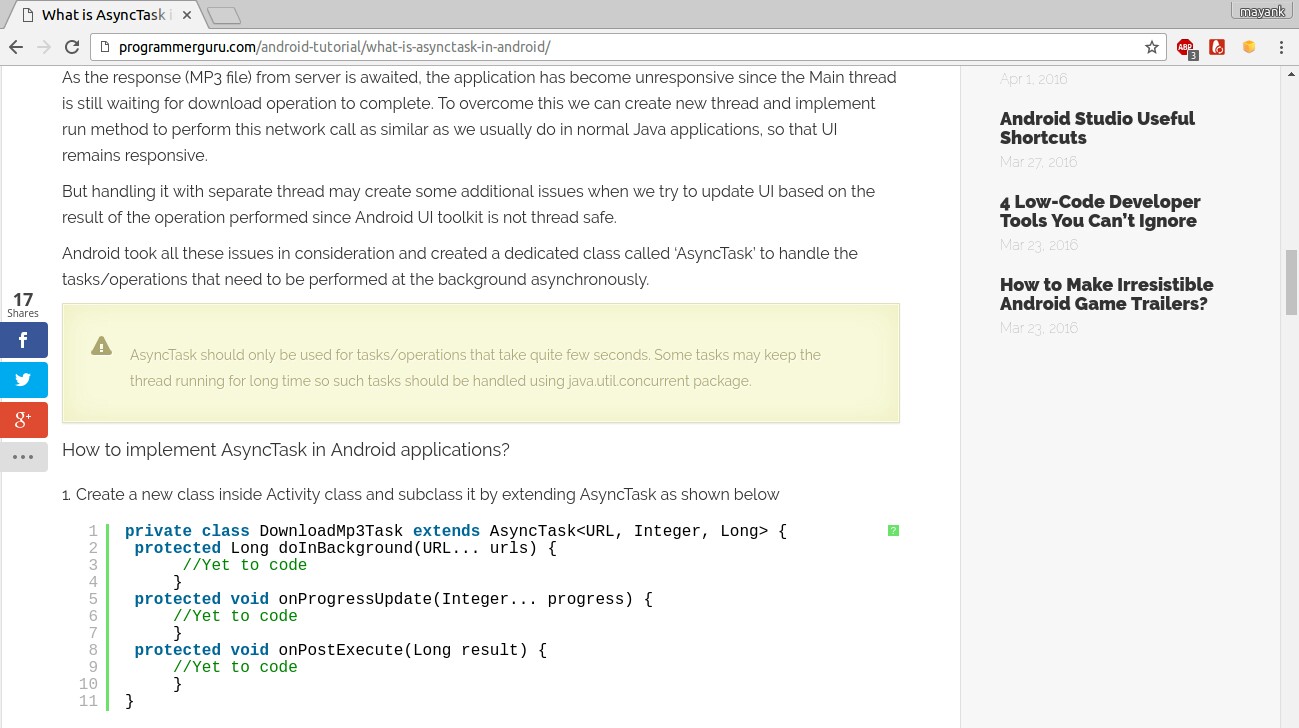 What is AsyncTask i
mayank
programmerguru.com/android-tutorial/what-is-asynctask-in-android/
ABP
3
As the response (MP3 file) from server is awaited, the application has become unresponsive since the Main thread
is still waiting for download operation to complete. To overcome this we can create new thread and implement
run method to perform this network call as similar as we usually do in normal Java applications, so that UI
remains responsive.
But handling it with separate thread may create some additional issues when we try to update UI based on the
result of the operation performed since Android UI toolkit is not thread safe.
Android took all these issues in consideration and created a dedicated class called ‘AsyncTask’ to handle the
tasks/operations that need to be performed at the background asynchronously.
17
Shares
f
g+
AsyncTask should only be used for tasks/operations that take quite few seconds. Some tasks may keep the
thread running for long time so such tasks should be handled using java.util.concurrent package.
How to implement AsyncTask in Android applications?
1. Create a new class inside Activity class and subclass it by extending AsyncTask as shown below
1 private class DownloadMp3Task extends AsyncTask<URL, Integer, Long> {
?
2 protected Long doInBackground(URL... urls) {
3 //Yet to code
4 }
5 protected void onProgressUpdate(Integer... progress) {
6 //Yet to code
7 }
8 protected void onPostExecute(Long result) {
9 //Yet to code
10 }
11 }
Apr 1, 2016
Android Studio Useful
Shortcuts
Mar 27, 2016
4 Low-Code Developer
Tools You Can’t Ignore
Mar 23, 2016
How to Make Irresistible
Android Game Trailers?
Mar 23, 2016